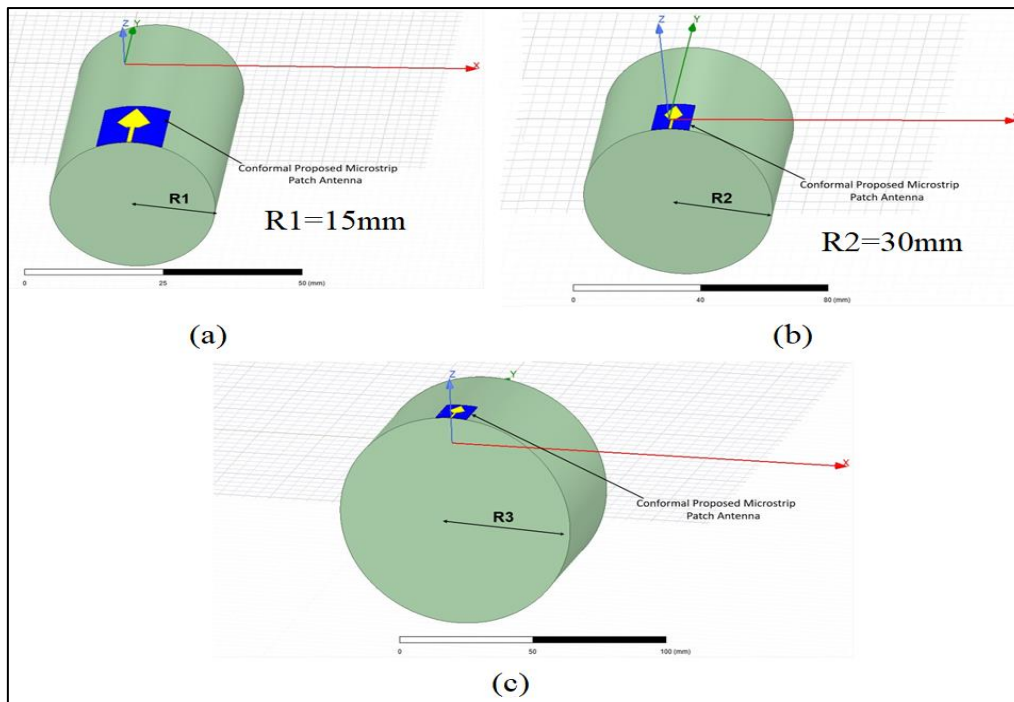 Z
Y
X
Conformal Proposed Microstrip
Patch Antenna
R1
R1=15mm
0
25
50 (mm)
(a)
Z
Y
Conformal Proposed Microstrip
Patch Antenna
R2
R2=30mm
0
40
80 (mm)
(b)
Z
Y
X
Conformal Proposed Microstrip
Patch Antenna
R3
0
50
100 (mm)
(c)